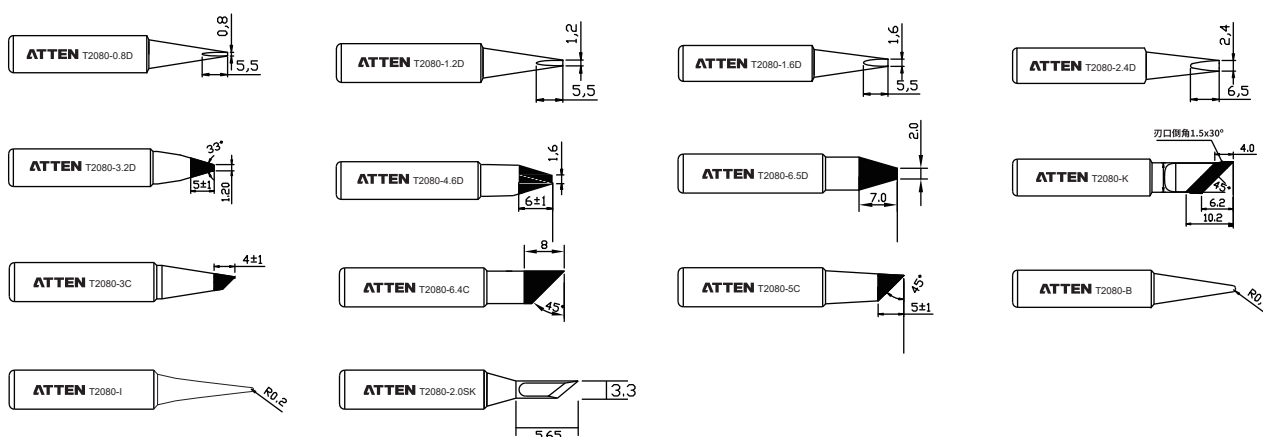 0,8
ATTEN T2080-0.8D
5,5
1,2
ATTEN T2080-1.2D
5,5
1,6
ATTEN T2080-1.6D
5,5
2,4
ATTEN T2080-2.4D
6,5
33°
ATTEN T2080-3.2D
5±1
1.20
1,6
ATTEN T2080-4.6D
6±1
2.0
ATTEN T2080-6.5D
7.0
刃口倒角1.5x30°
4.0
ATTEN T2080-K
45°
6.2
10.2
4±1
ATTEN T2080-3C
8
ATTEN T2080-6.4C
45°
ATTEN T2080-5C
45°
5±1
ATTEN T2080-B
R0,
ATTEN T2080-I
R0.2
ATTEN T2080-2.0SK
3.3
5.65